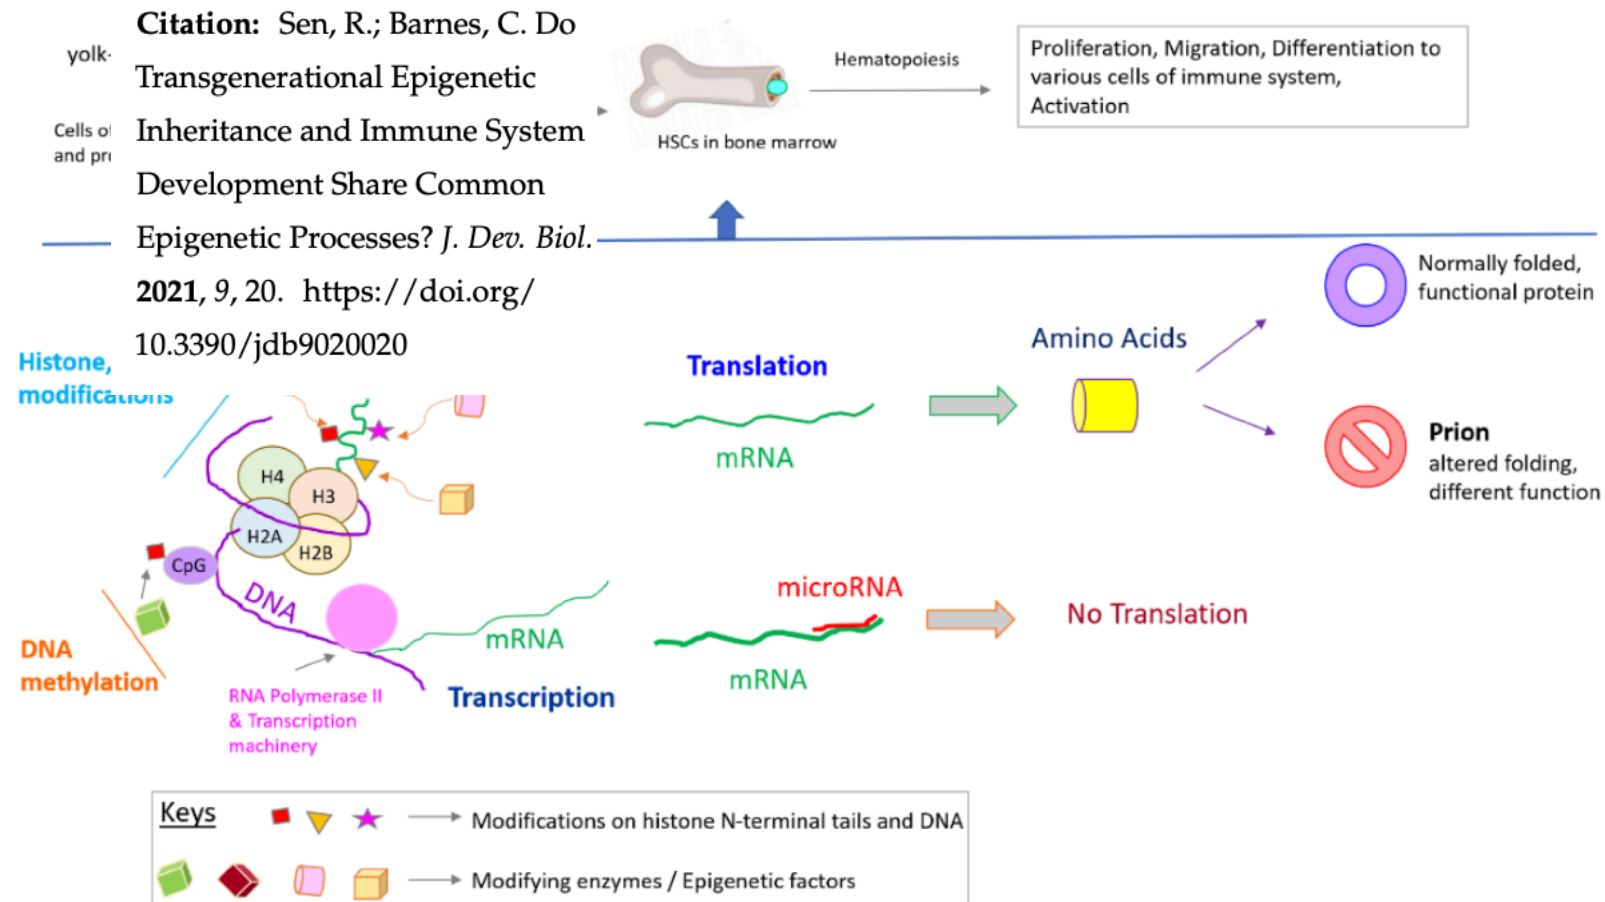 Citation: Sen, R.; Barnes, C. Do
Transgenerational Epigenetic
Inheritance and Immune System
Development Share Common
Epigenetic Processes? J. Dev. Biol.
2021, 9, 20. https://doi.org/
10.3390/jdb9020020
yolk-
Cells of
and pro
HSCs in bone marrow
Hematopoiesis
Proliferation, Migration, Differentiation to
various cells of immune system,
Activation
Histone,
modifications
H4
H3
H2A
H2B
CpG
DNA
DNA
methylation
mRNA
RNA Polymerase II
& Transcription
machinery
Transcription
Translation
mRNA
Amino Acids
Normally folded,
functional protein
Prion
altered folding,
different function
microRNA
mRNA
No Translation
Keys
Modifications on histone N-terminal tails and DNA
Modifying enzymes / Epigenetic factors